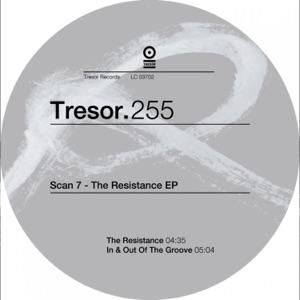 TRESOR
Tresor Records LC 03702
Tresor.255
Scan 7 - The Resistance EP
The Resistance 04:35
In & Out Of The Groove 05:04